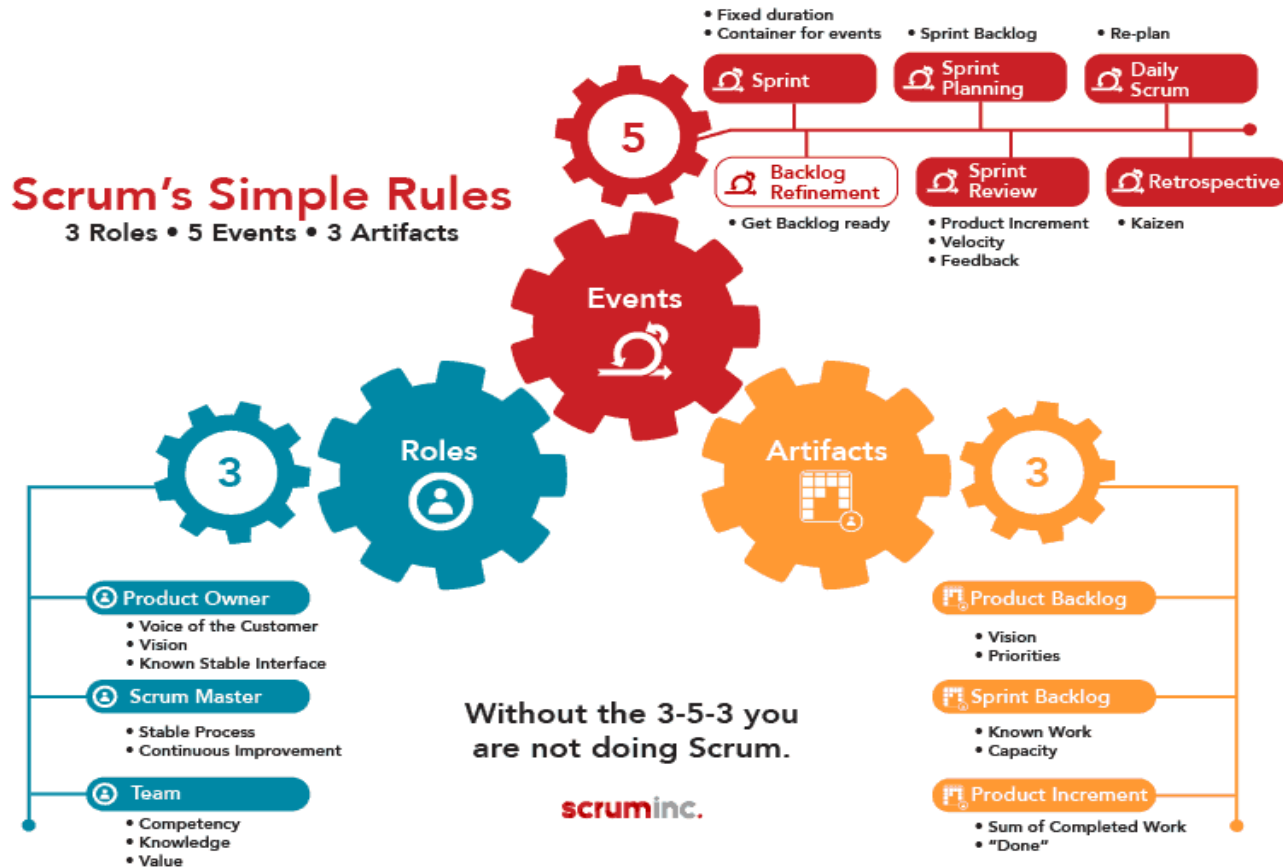 Scrum's Simple Rules
3 Roles • 5 Events • 3 Artifacts
5
• Fixed duration
• Container for events
Sprint
• Sprint Backlog
Sprint
Planning
• Re-plan
Daily
Scrum
Backlog
Refinement
• Get Backlog ready
Sprint
Review
• Product Increment
• Velocity
• Feedback
Retrospective
• Kaizen
Events
Roles
3
Product Owner
• Voice of the Customer
• Vision
• Known Stable Interface
Scrum Master
• Stable Process
• Continuous Improvement
Team
• Competency
• Knowledge
• Value
Artifacts
3
Product Backlog
• Vision
• Priorities
Sprint Backlog
• Known Work
• Capacity
Product Increment
• Sum of Completed Work
• "Done"
Without the 3-5-3 you
are not doing Scrum.
scruminc.